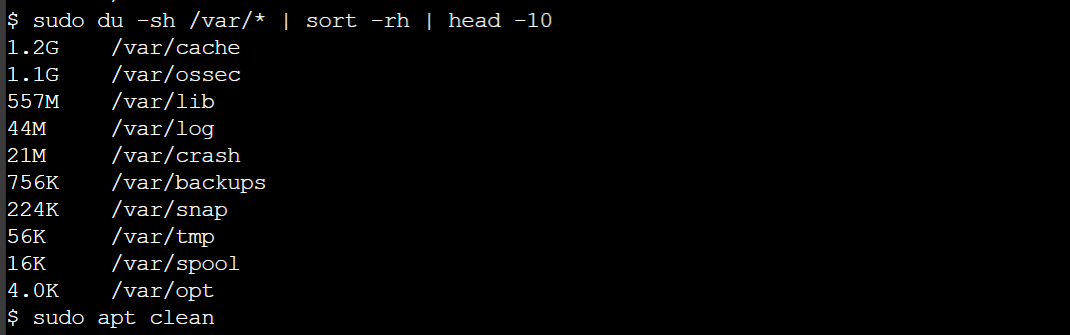 $ sudo du -sh /var/* | sort -rh | head -10
1.2G    /var/cache
1.1G    /var/ossec
557M    /var/lib
44M     /var/log
21M     /var/crash
756K    /var/backups
224K    /var/snap
56K     /var/tmp
16K     /var/spool
4.0K    /var/opt
$ sudo apt clean